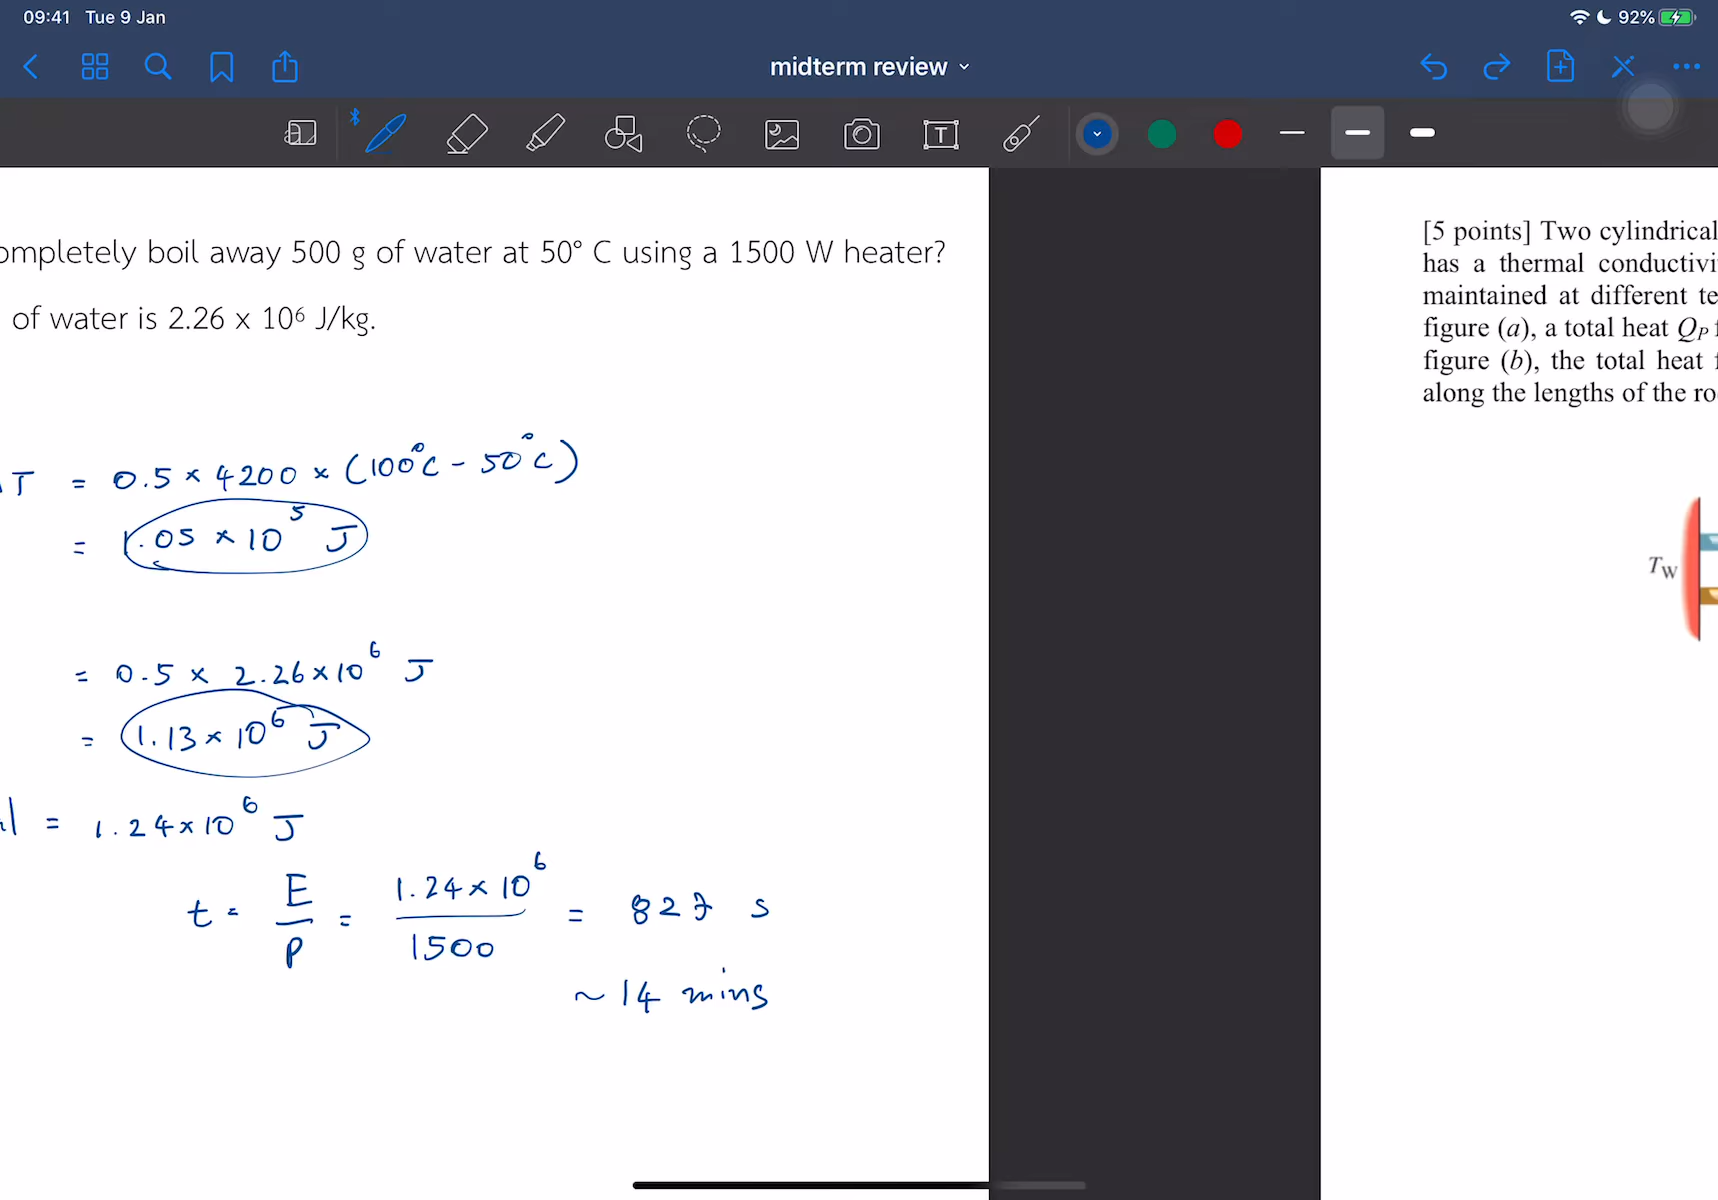 09:41 Tue 9 Jan
92%
midterm review
T
ompletely boil away 500 g of water at 50° C using a 1500 W heater?
of water is 2.26 x 10⁶ J/kg.
T = 0.5 × 4200 × (100°C - 50°C)
= 1.05 × 10⁵ J
= 0.5 × 2.26 × 10⁶ J
= 1.13 × 10⁶ J
l = 1.24 × 10⁶ J
t = E/P = 1.24 × 10⁶/1500 = 827 s
~ 14 mins
[5 points] Two cylindrical
has a thermal conductivi
maintained at different te
figure (a), a total heat Q_P f
figure (b), the total heat f
along the lengths of the ro
T_W